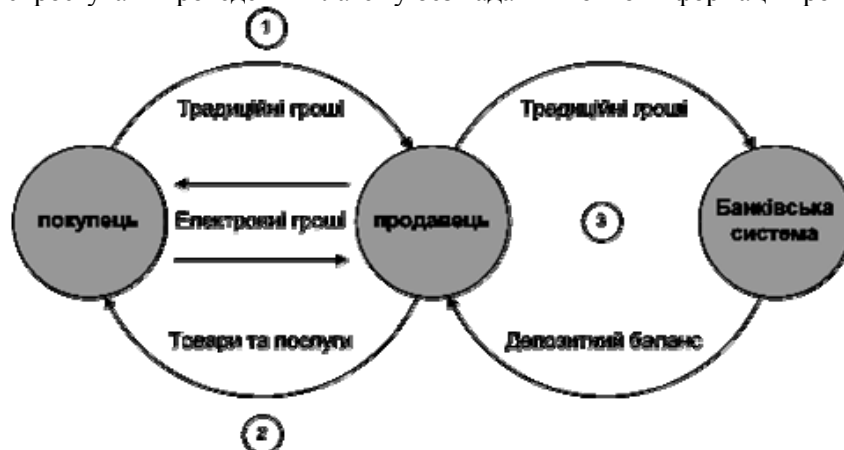 1
Традиційні гроші
Традиційні гроші
покупець
Електронні гроші
продавець
3
Банківська
система
Товари та послуги
Депозитний баланс
2